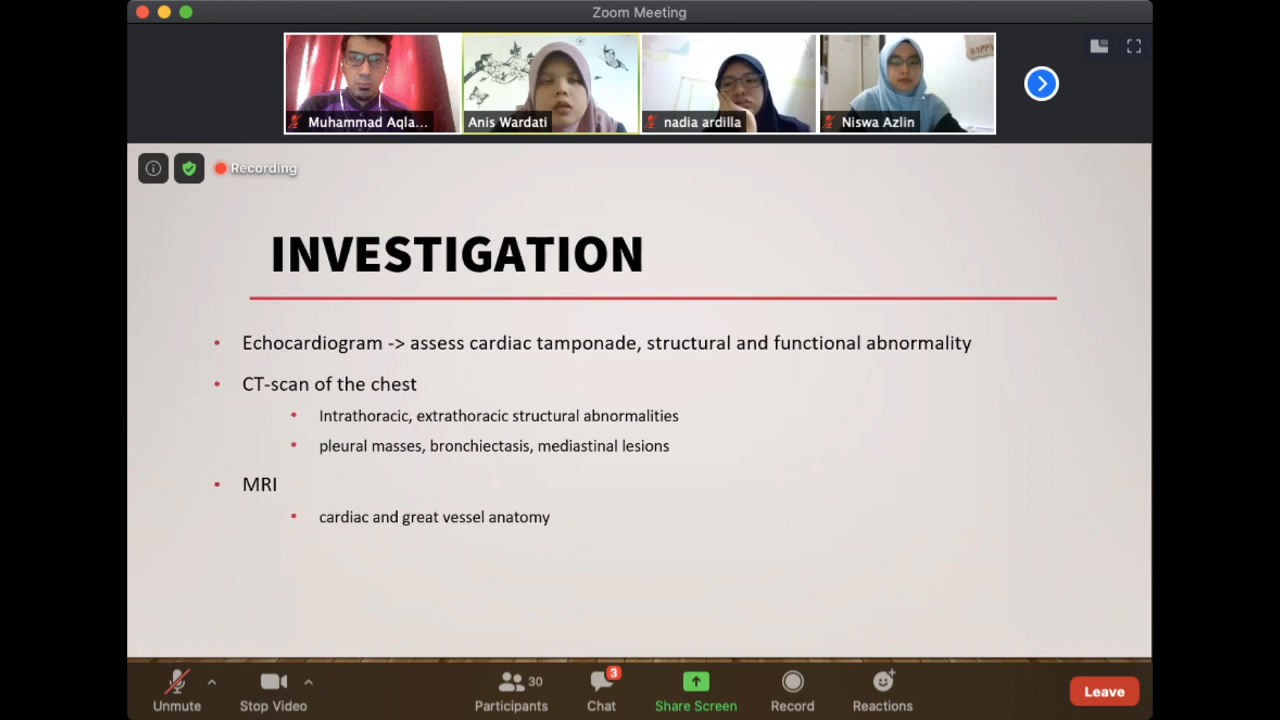 Zoom Meeting
Muhammad Aqla...
Anis Wardati
nadia ardilla
Niswa Azlin
HAPPY
Recording
INVESTIGATION
• Echocardiogram -> assess cardiac tamponade, structural and functional abnormality
• CT-scan of the chest
• Intrathoracic, extrathoracic structural abnormalities
• pleural masses, bronchiectasis, mediastinal lesions
• MRI
• cardiac and great vessel anatomy
Unmute
Stop Video
Participants
30
Chat
3
Share Screen
Record
Reactions
Leave